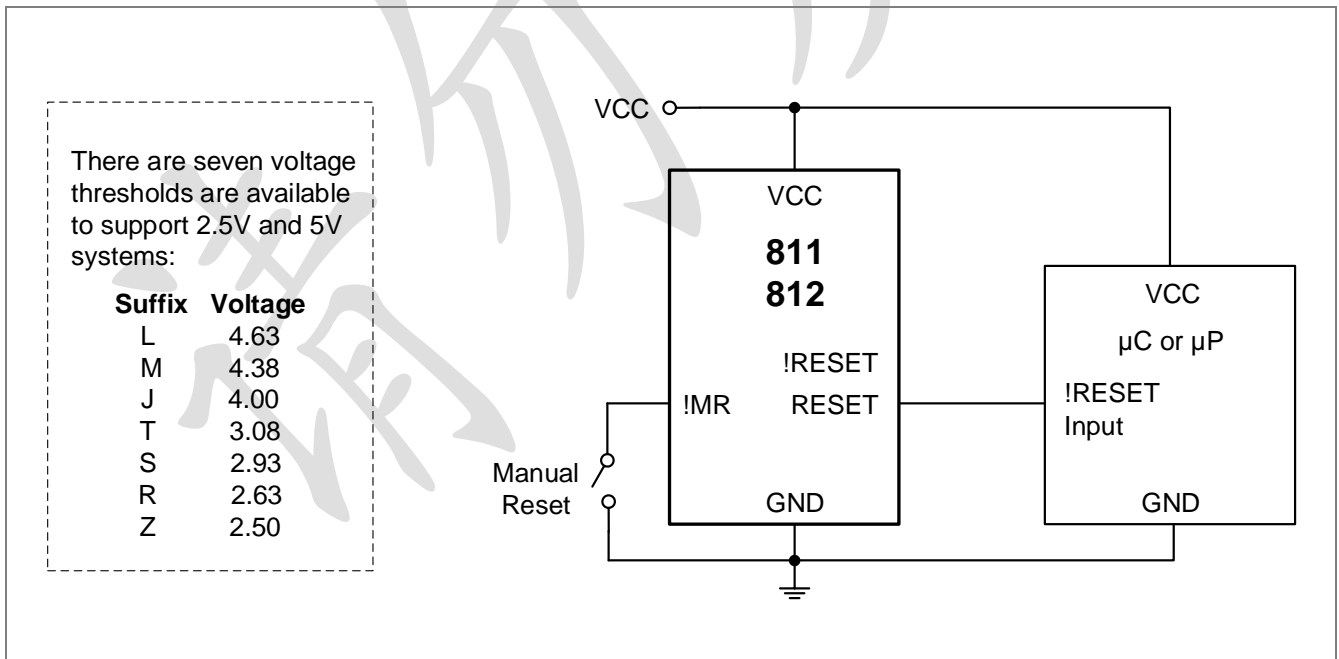 There are seven voltage
thresholds are available
to support 2.5V and 5V
systems:
Suffix Voltage
L 4.63
M 4.38
J 4.00
T 3.08
S 2.93
R 2.63
Z 2.50
VCC
VCC
811
812
!RESET
!MR RESET
GND
Manual
Reset
VCC
µC or µP
!RESET
Input
GND